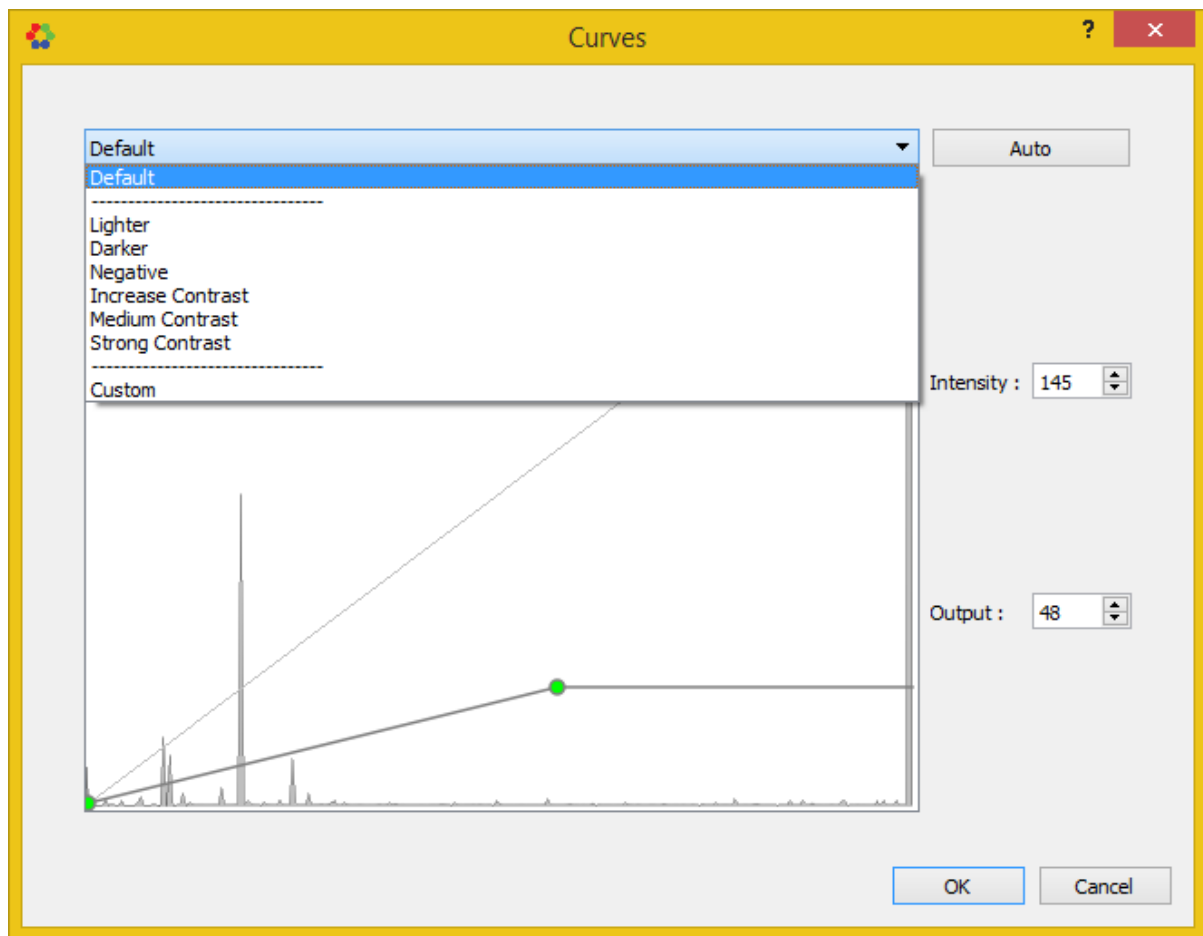 Curves
?
×
Default
Auto
Default
--------------------------------
Lighter
Darker
Negative
Increase Contrast
Medium Contrast
Strong Contrast
--------------------------------
Custom
Intensity : 145
Output : 48
OK
Cancel